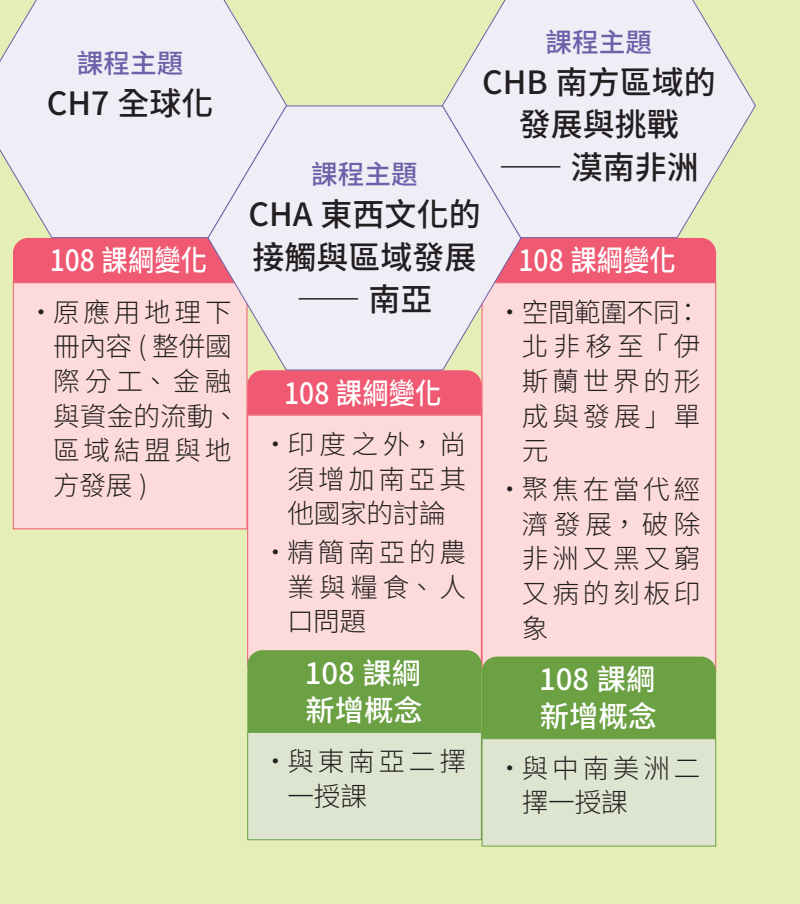 課程主題
CH7 全球化
108 課綱變化
・原應用地理下
冊內容 ( 整併國
際分工、金融
與資金的流動、
區域結盟與地
方發展 )
課程主題
CHA 東西文化的
接觸與區域發展
—— 南亞
108 課綱變化
・印度之外，尚
須增加南亞其
他國家的討論
・精簡南亞的農
業與糧食、人
口問題
108 課綱
新增概念
・與東南亞二擇
一授課
課程主題
CHB 南方區域的
發展與挑戰
—— 漠南非洲
108 課綱變化
・空間範圍不同：
北非移至「伊
斯蘭世界的形
成與發展」單
元
・聚焦在當代經
濟發展，破除
非洲又黑又窮
又病的刻板印
象
108 課綱
新增概念
・與中南美洲二
擇一授課